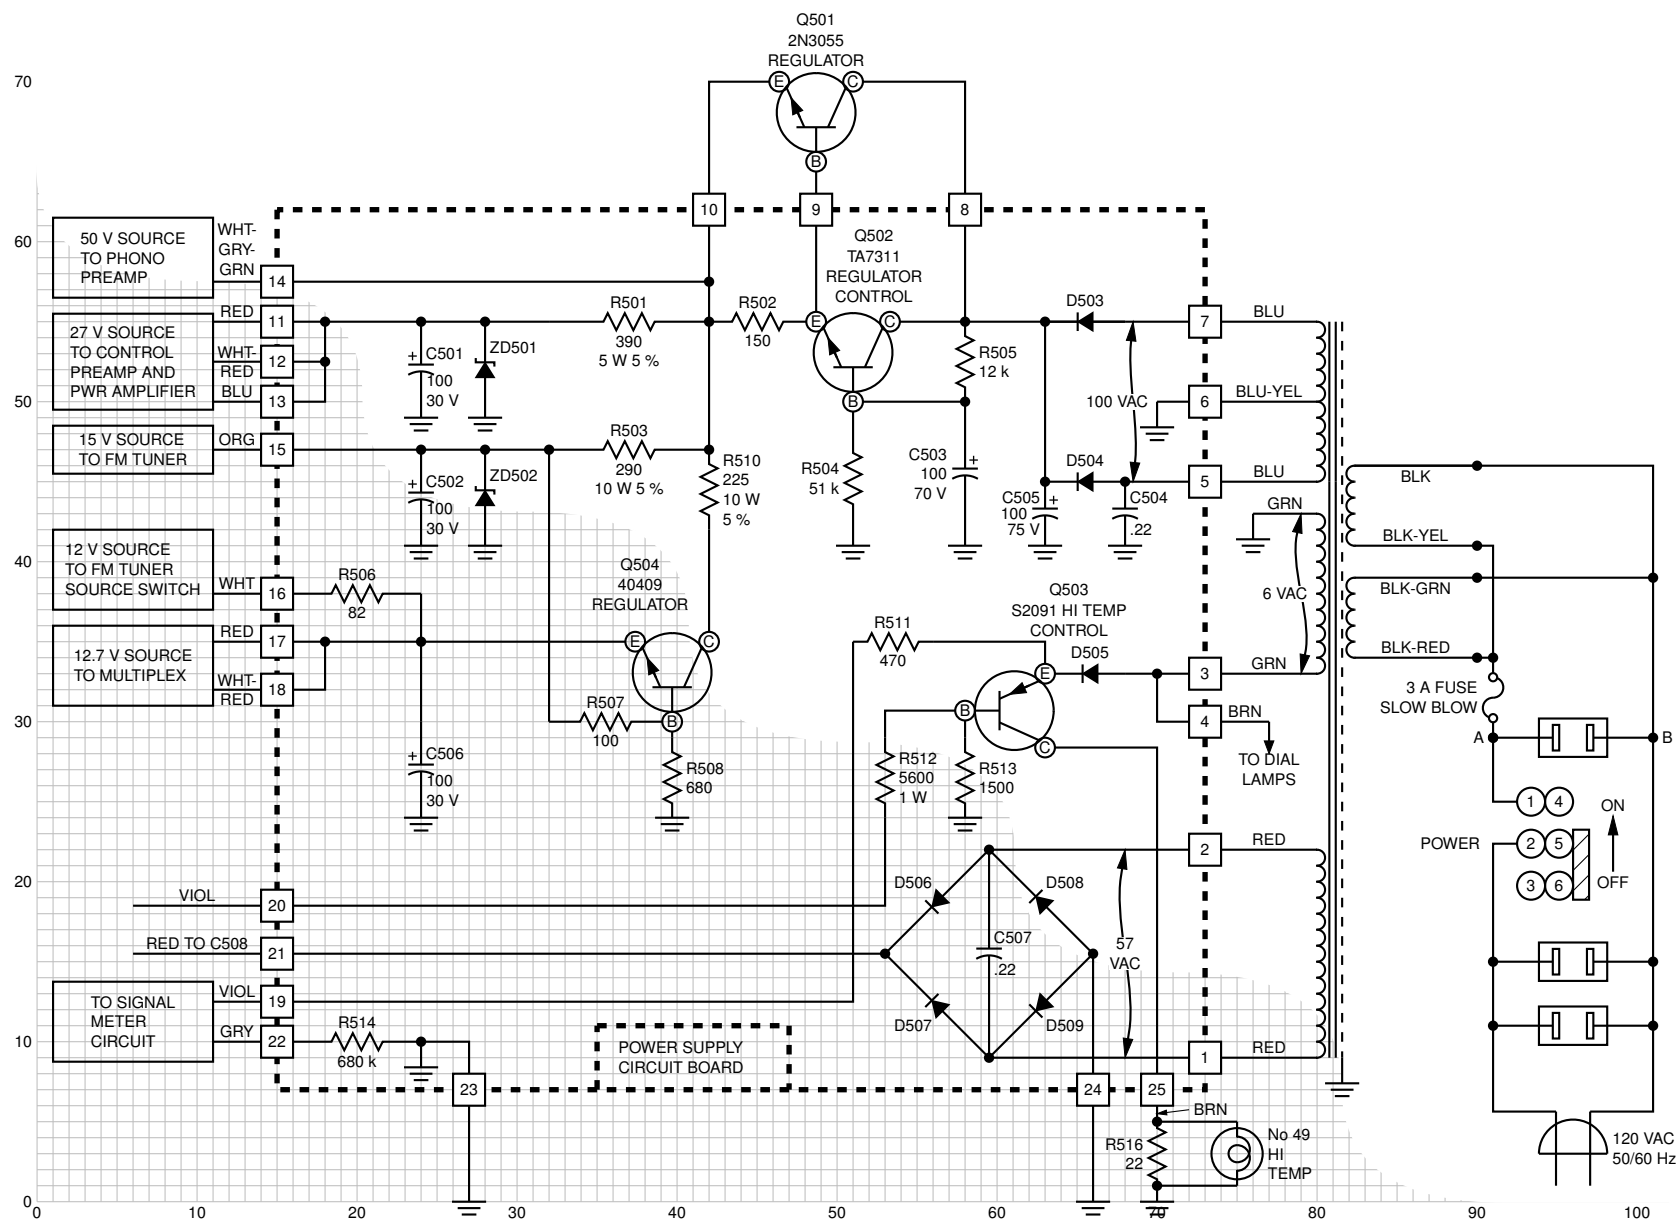 Q501
2N3055
REGULATOR
70
E
C
B
10
9
8
50 V SOURCE
TO PHONO
PREAMP
WHT-
GRY-
GRN
14
60
Q502
TA7311
REGULATOR
CONTROL
27 V SOURCE
TO CONTROL
PREAMP AND
PWR AMPLIFIER
RED
11
WHT-
RED
12
BLU
13
+
C501
100
30 V
ZD501
R501
390
5 W 5 %
R502
150
E
C
B
R505
12 k
D503
7
BLU
100 VAC
6
BLU-YEL
50
15 V SOURCE
TO FM TUNER
ORG
15
+
C502
100
30 V
ZD502
R503
290
10 W 5 %
R510
225
10 W
5 %
R504
51 k
C503
100
70 V
+
D504
C505
100
75 V
+
C504
.22
5
BLU
GRN
BLK
BLK-YEL
40
12 V SOURCE
TO FM TUNER
SOURCE SWITCH
WHT
16
R506
82
Q504
40409
REGULATOR
Q503
S2091 HI TEMP
CONTROL
6 VAC
BLK-GRN
12.7 V SOURCE
TO MULTIPLEX
RED
17
WHT-
RED
18
E
C
B
R511
470
D505
E
B
C
3
GRN
BLK-RED
3 A FUSE
SLOW BLOW
30
R507
100
R508
680
+
C506
100
30 V
R512
5600
1 W
R513
1500
4
BRN
TO DIAL
LAMPS
A
B
1
4
2
5
3
6
POWER
ON
OFF
2
RED
20
VIOL
20
D506
D508
RED TO C508
21
C507
.22
57
VAC
D507
D509
TO SIGNAL
METER
CIRCUIT
VIOL
19
GRY
22
R514
680 k
10
POWER SUPPLY
CIRCUIT BOARD
1
RED
23
24
25
BRN
R516
22
No 49
HI
TEMP
120 VAC
50/60 Hz
0
0
10
20
30
40
50
60
70
80
90
100